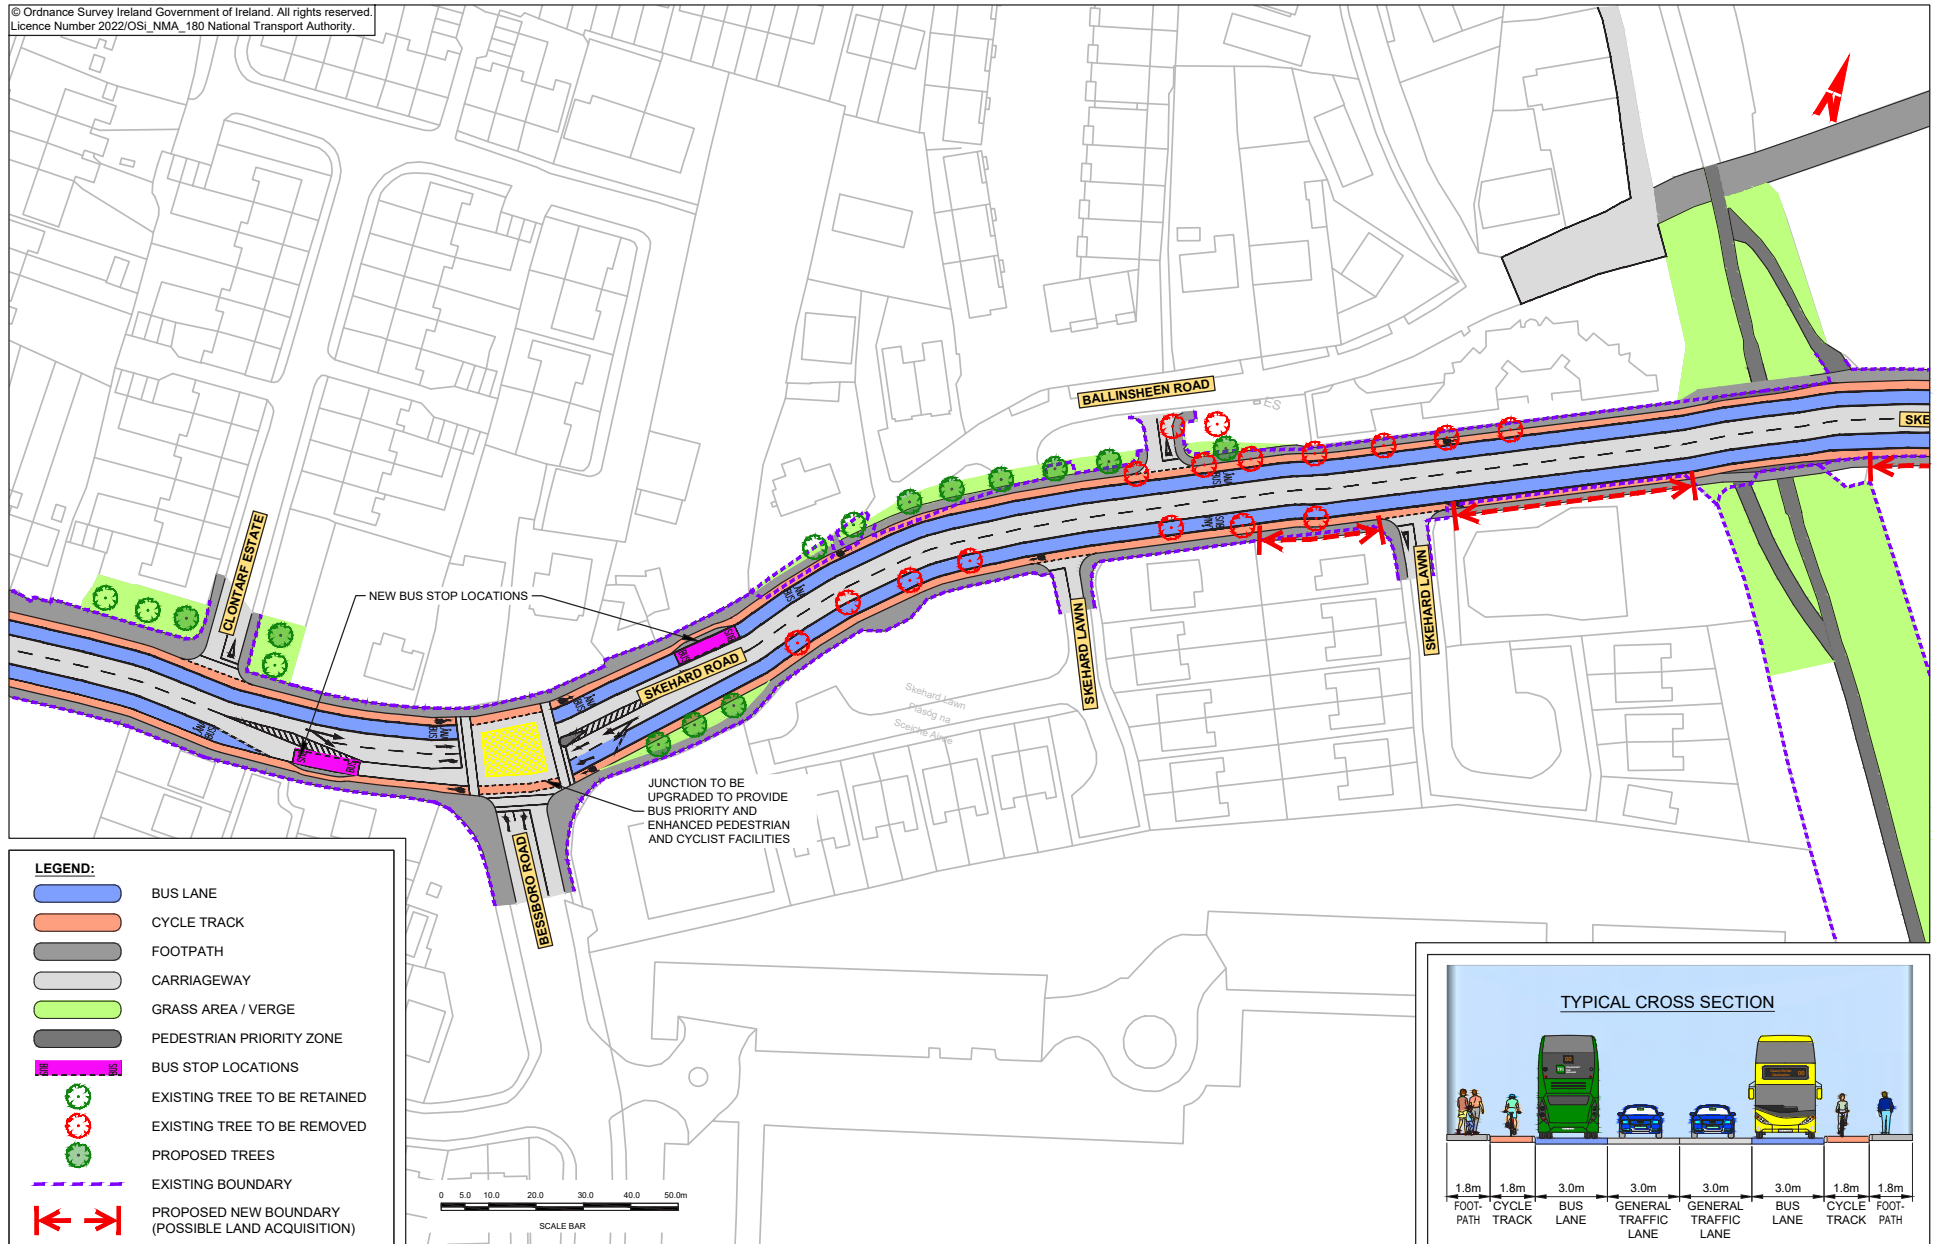 © Ordnance Survey Ireland Government of Ireland. All rights reserved.
Licence Number 2022/OSi_NMA_180 National Transport Authority.
BALLINSHEEN ROAD
SKE
CLONTARF ESTATE
NEW BUS STOP LOCATIONS
SKEHARD ROAD
SKEHARD LAWN
SKEHARD LAWN
Skehard Lawn
Plásóg na
Sceiche Airde
JUNCTION TO BE
UPGRADED TO PROVIDE
BUS PRIORITY AND
ENHANCED PEDESTRIAN
AND CYCLIST FACILITIES
BESSBORO ROAD
LEGEND:
BUS LANE
CYCLE TRACK
FOOTPATH
CARRIAGEWAY
GRASS AREA / VERGE
PEDESTRIAN PRIORITY ZONE
BUS STOP LOCATIONS
EXISTING TREE TO BE RETAINED
EXISTING TREE TO BE REMOVED
PROPOSED TREES
EXISTING BOUNDARY
PROPOSED NEW BOUNDARY
(POSSIBLE LAND ACQUISITION)
0 5.0 10.0 20.0 30.0 40.0 50.0m
SCALE BAR
TYPICAL CROSS SECTION
1.8m 1.8m 3.0m 3.0m 3.0m 3.0m 1.8m 1.8m
FOOT- CYCLE BUS GENERAL GENERAL BUS CYCLE FOOT-
PATH TRACK LANE TRAFFIC TRAFFIC LANE TRACK PATH
LANE LANE